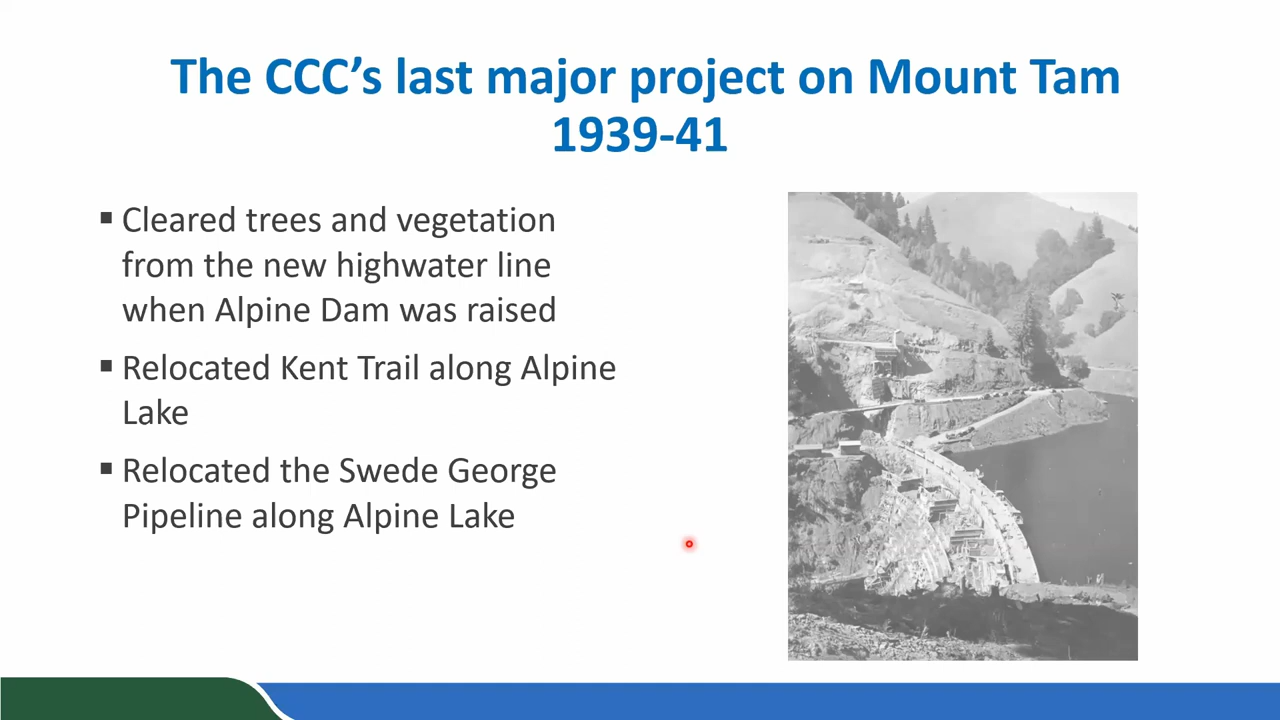 The CCC’s last major project on Mount Tam
1939-41
▪ Cleared trees and vegetation
from the new highwater line
when Alpine Dam was raised
▪ Relocated Kent Trail along Alpine
Lake
▪ Relocated the Swede George
Pipeline along Alpine Lake